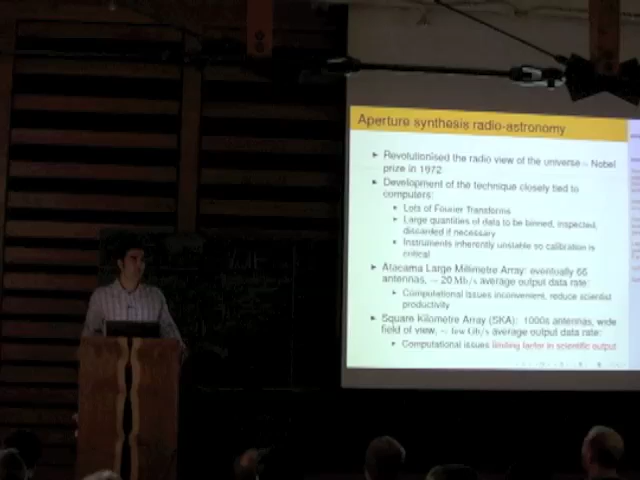 Aperture synthesis radio-astronomy
Revolutionised the radio view of the universe – Nobel
prize in 1972
Development of the technique closely tied to
computers:
Lots of Fourier Transforms
Large quantities of data to be binned, inspected,
discarded if necessary
Instruments inherently unstable so calibration is
critical
Atacama Large Millimetre Array: eventually 66
antennas, ~ 20 Mb/s average output data rate:
Computational issues inconvenient, reduce scientist
productivity
Square Kilometre Array (SKA): 1000s antennas, wide
field of view, ~ few Gb/s average output data rate:
Computational issues limiting factor in scientific output